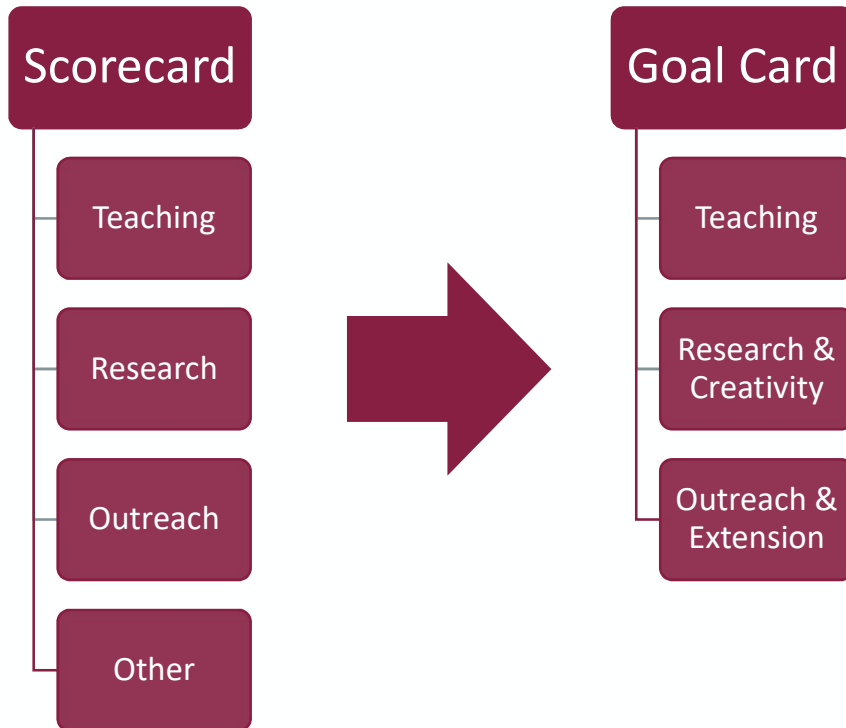 Scorecard
Teaching
Research
Outreach
Other
Goal Card
Teaching
Research &
Creativity
Outreach &
Extension